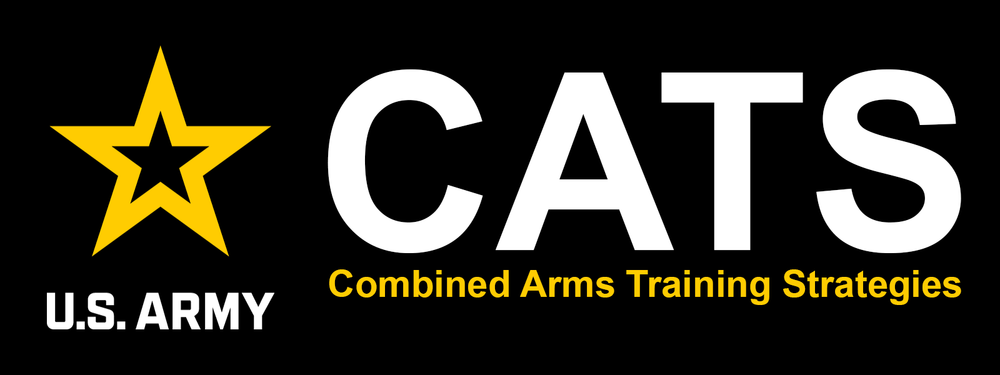 U.S. ARMY
CATS
Combined Arms Training Strategies